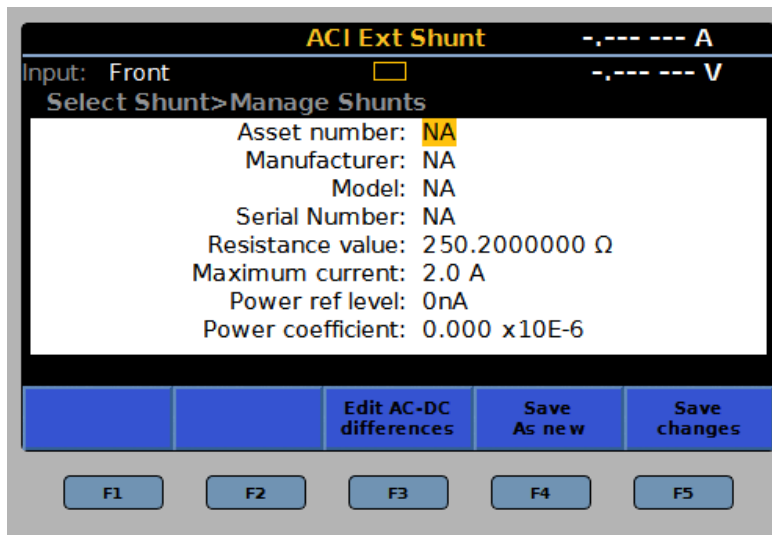 ACI Ext Shunt -.--- --- A
Input: Front -.--- --- V
Select Shunt>Manage Shunts
Asset number: NA
Manufacturer: NA
Model: NA
Serial Number: NA
Resistance value: 250.2000000 Ω
Maximum current: 2.0 A
Power ref level: 0nA
Power coefficient: 0.000 x10E-6
Edit AC-DC differences
Save As new
Save changes
F1 F2 F3 F4 F5